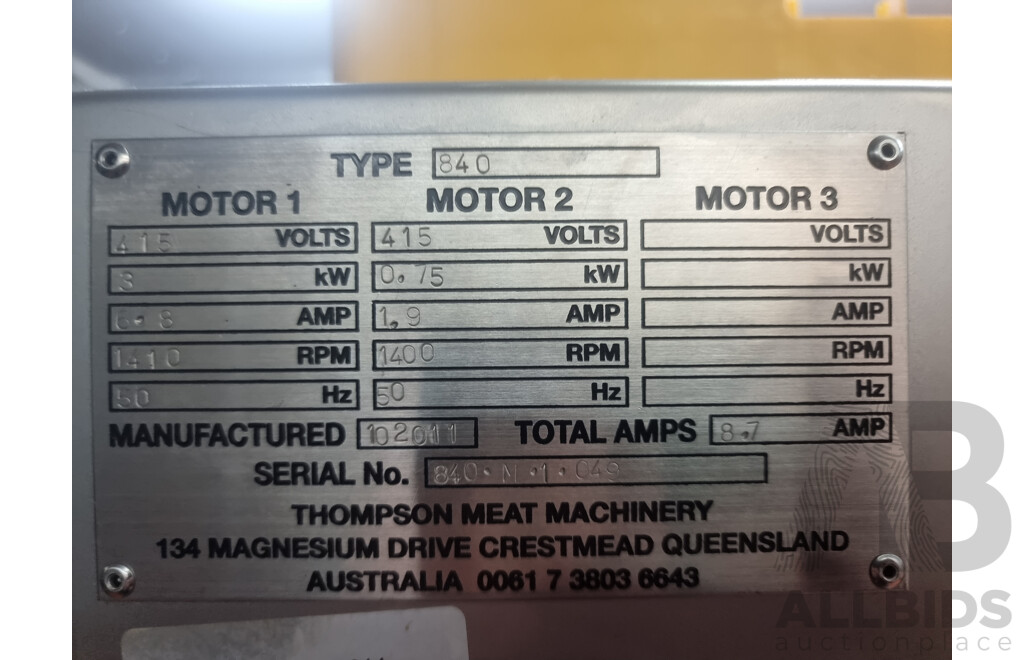 TYPE 840
MOTOR 1 MOTOR 2 MOTOR 3
415 VOLTS 415 VOLTS VOLTS
3 kW 0.75 kW kW
6.8 AMP 1.9 AMP AMP
1410 RPM 1400 RPM RPM
50 Hz 50 Hz Hz
MANUFACTURED 102011 TOTAL AMPS 8.7 AMP
SERIAL No. 840.M.1.049
THOMPSON MEAT MACHINERY
134 MAGNESIUM DRIVE CRESTMEAD QUEENSLAND
AUSTRALIA 0061 7 3803 6643
AB
ALLBIDS
auctionplace